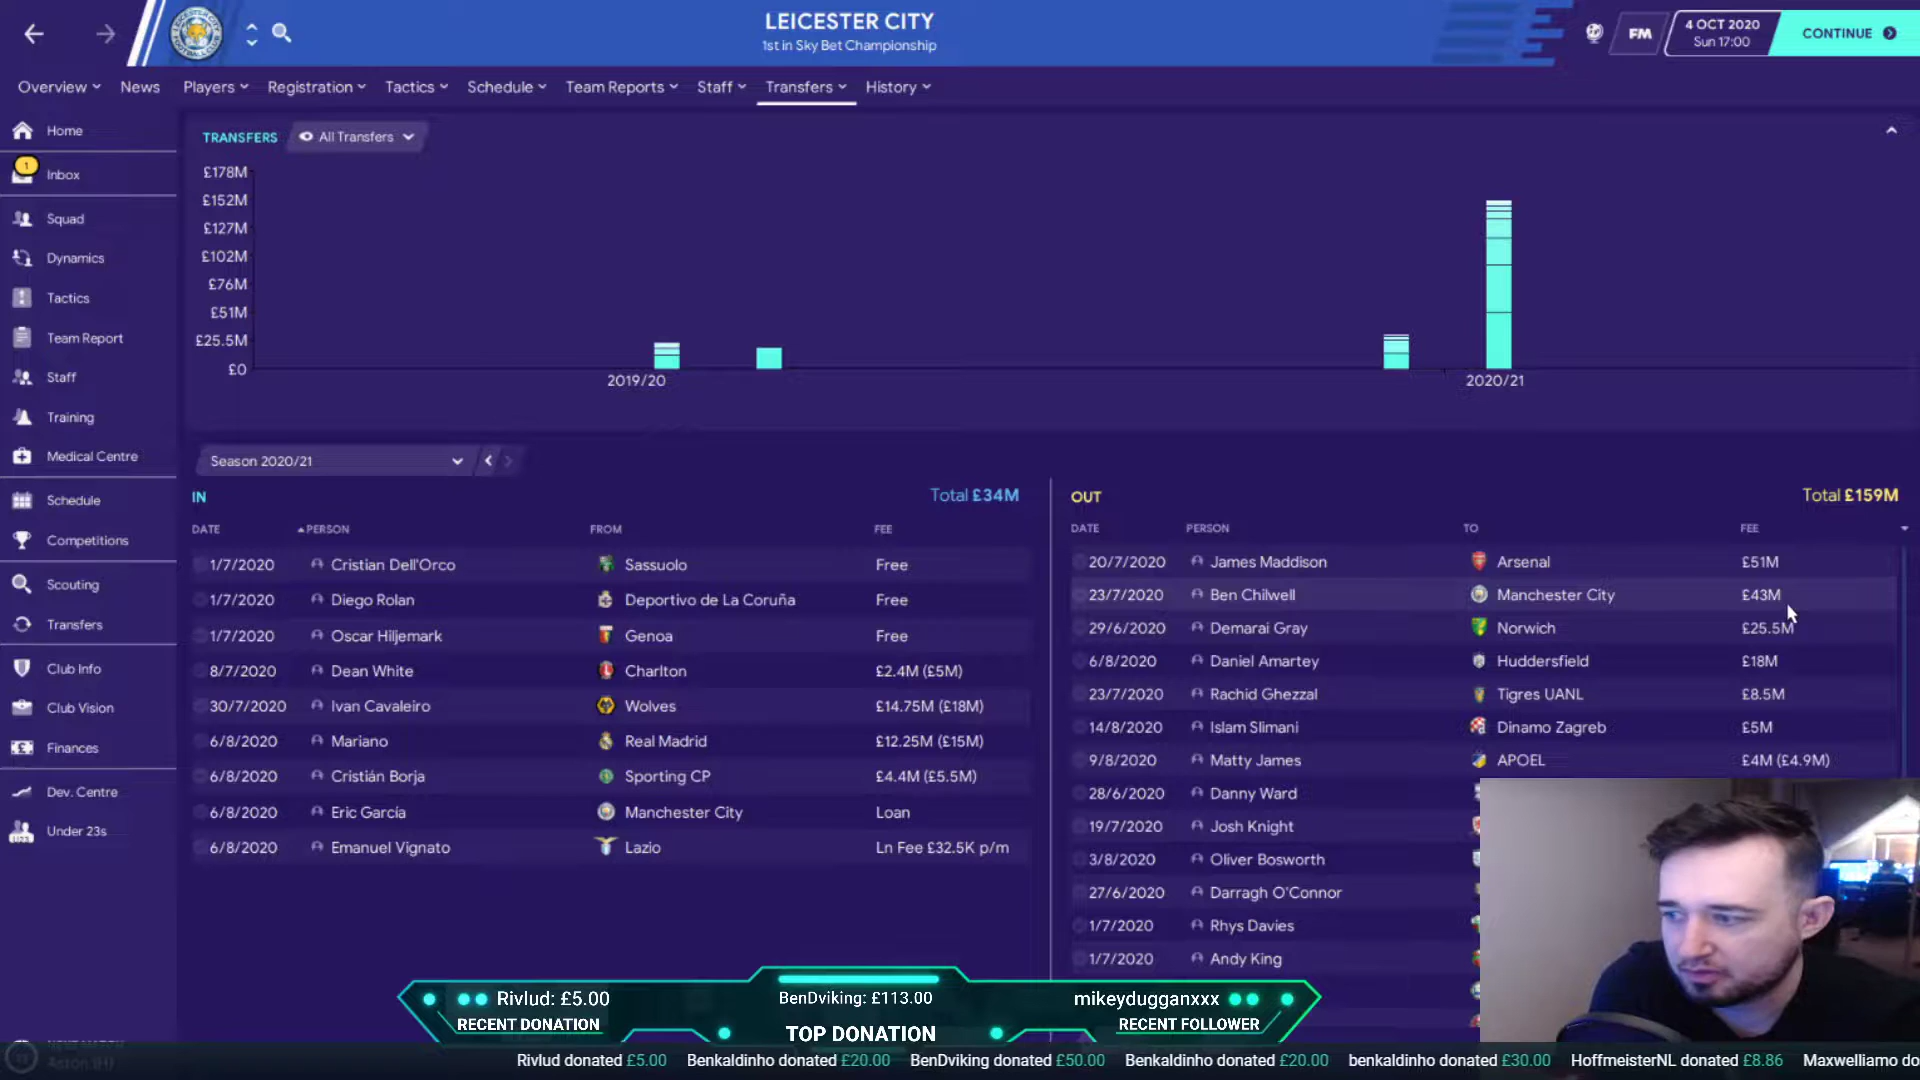 LEICESTER CITY
1st in Sky Bet Championship
FM
4 OCT 2020
Sun 17:00
CONTINUE
Overview News Players Registration Tactics Schedule Team Reports Staff Transfers History
Home
1
Inbox
Squad
Dynamics
Tactics
Team Report
Staff
Training
Medical Centre
Schedule
Competitions
Scouting
Transfers
Club Info
Club Vision
Finances
Dev. Centre
Under 23s
TRANSFERS All Transfers
£178M
£152M
£127M
£102M
£76M
£51M
£25.5M
£0
2019/20 2020/21
Season 2020/21
IN Total £34M
DATE PERSON FROM FEE
1/7/2020 Cristian Dell'Orco Sassuolo Free
1/7/2020 Diego Rolan Deportivo de La Coruña Free
1/7/2020 Oscar Hiljemark Genoa Free
8/7/2020 Dean White Charlton £2.4M (£5M)
30/7/2020 Ivan Cavaleiro Wolves £14.75M (£18M)
6/8/2020 Mariano Real Madrid £12.25M (£15M)
6/8/2020 Cristián Borja Sporting CP £4.4M (£5.5M)
6/8/2020 Eric García Manchester City Loan
6/8/2020 Emanuel Vignato Lazio Ln Fee £32.5K p/m
OUT Total £159M
DATE PERSON TO FEE
20/7/2020 James Maddison Arsenal £51M
23/7/2020 Ben Chilwell Manchester City £43M
29/6/2020 Demarai Gray Norwich £25.5M
6/8/2020 Daniel Amartey Huddersfield £18M
23/7/2020 Rachid Ghezzal Tigres UANL £8.5M
14/8/2020 Islam Slimani Dinamo Zagreb £5M
9/8/2020 Matty James APOEL £4M (£4.9M)
28/6/2020 Danny Ward
19/7/2020 Josh Knight
3/8/2020 Oliver Bosworth
27/6/2020 Darragh O'Connor
1/7/2020 Rhys Davies
1/7/2020 Andy King
Rivlud: £5.00
RECENT DONATION
BenDviking: £113.00
TOP DONATION
mikeydugganxxx
RECENT FOLLOWER
Rivlud donated £5.00 Benkaldinho donated £20.00 BenDviking donated £50.00 Benkaldinho donated £20.00 benkaldinho donated £30.00 HoffmeisterNL donated £8.86 Maxwelliamo do